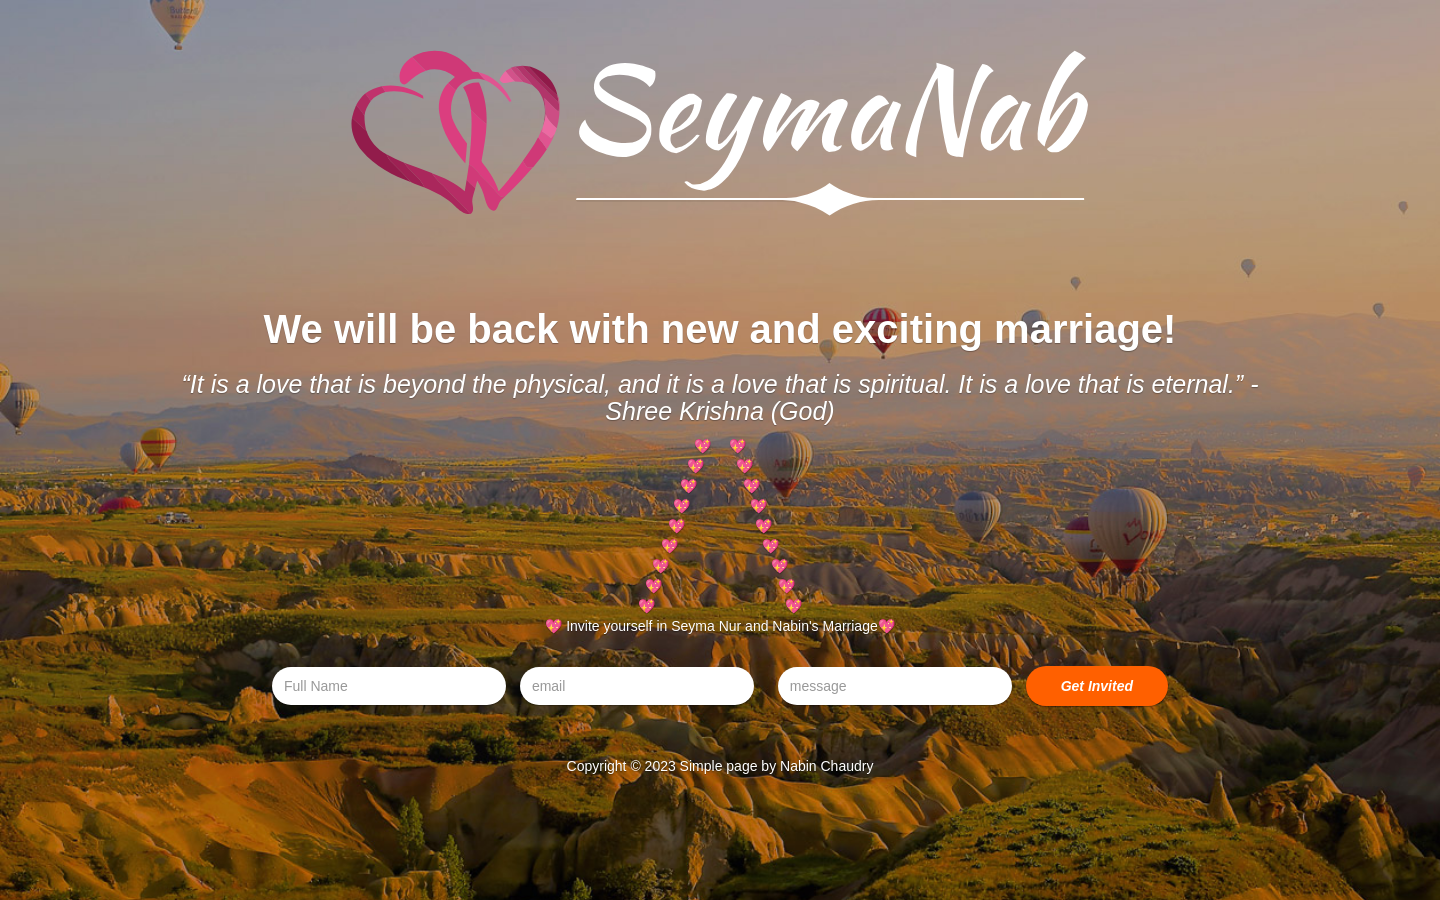 SeymaNab
We will be back with new and exciting marriage!
“It is a love that is beyond the physical, and it is a love that is spiritual. It is a love that is eternal.” -
Shree Krishna (God)
💖 Invite yourself in Seyma Nur and Nabin's Marriage💖
Full Name
email
message
Get Invited
Copyright © 2023 Simple page by Nabin Chaudry